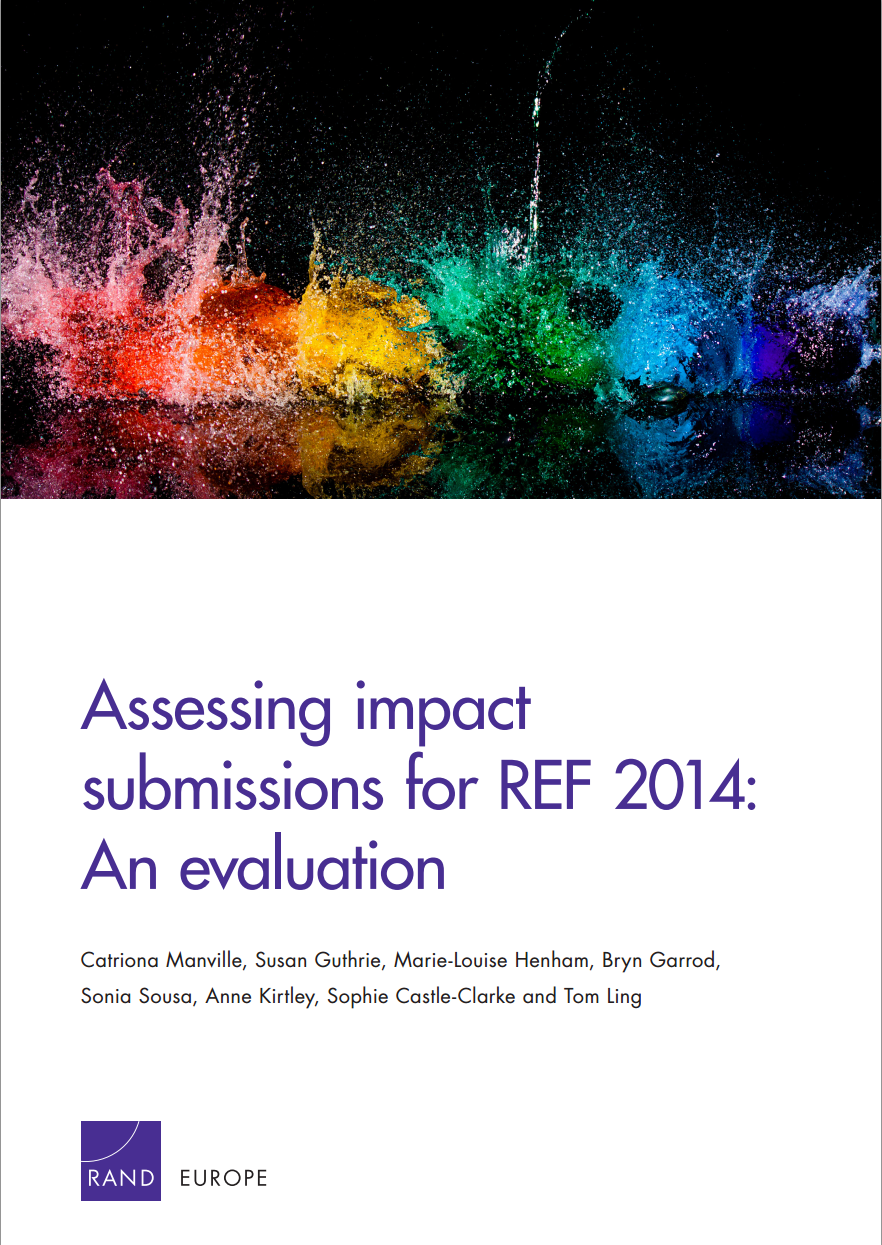 Assessing impact
submissions for REF 2014:
An evaluation
Catriona Manville, Susan Guthrie, Marie-Louise Henham, Bryn Garrod,
Sonia Sousa, Anne Kirtley, Sophie Castle-Clarke and Tom Ling
RAND EUROPE